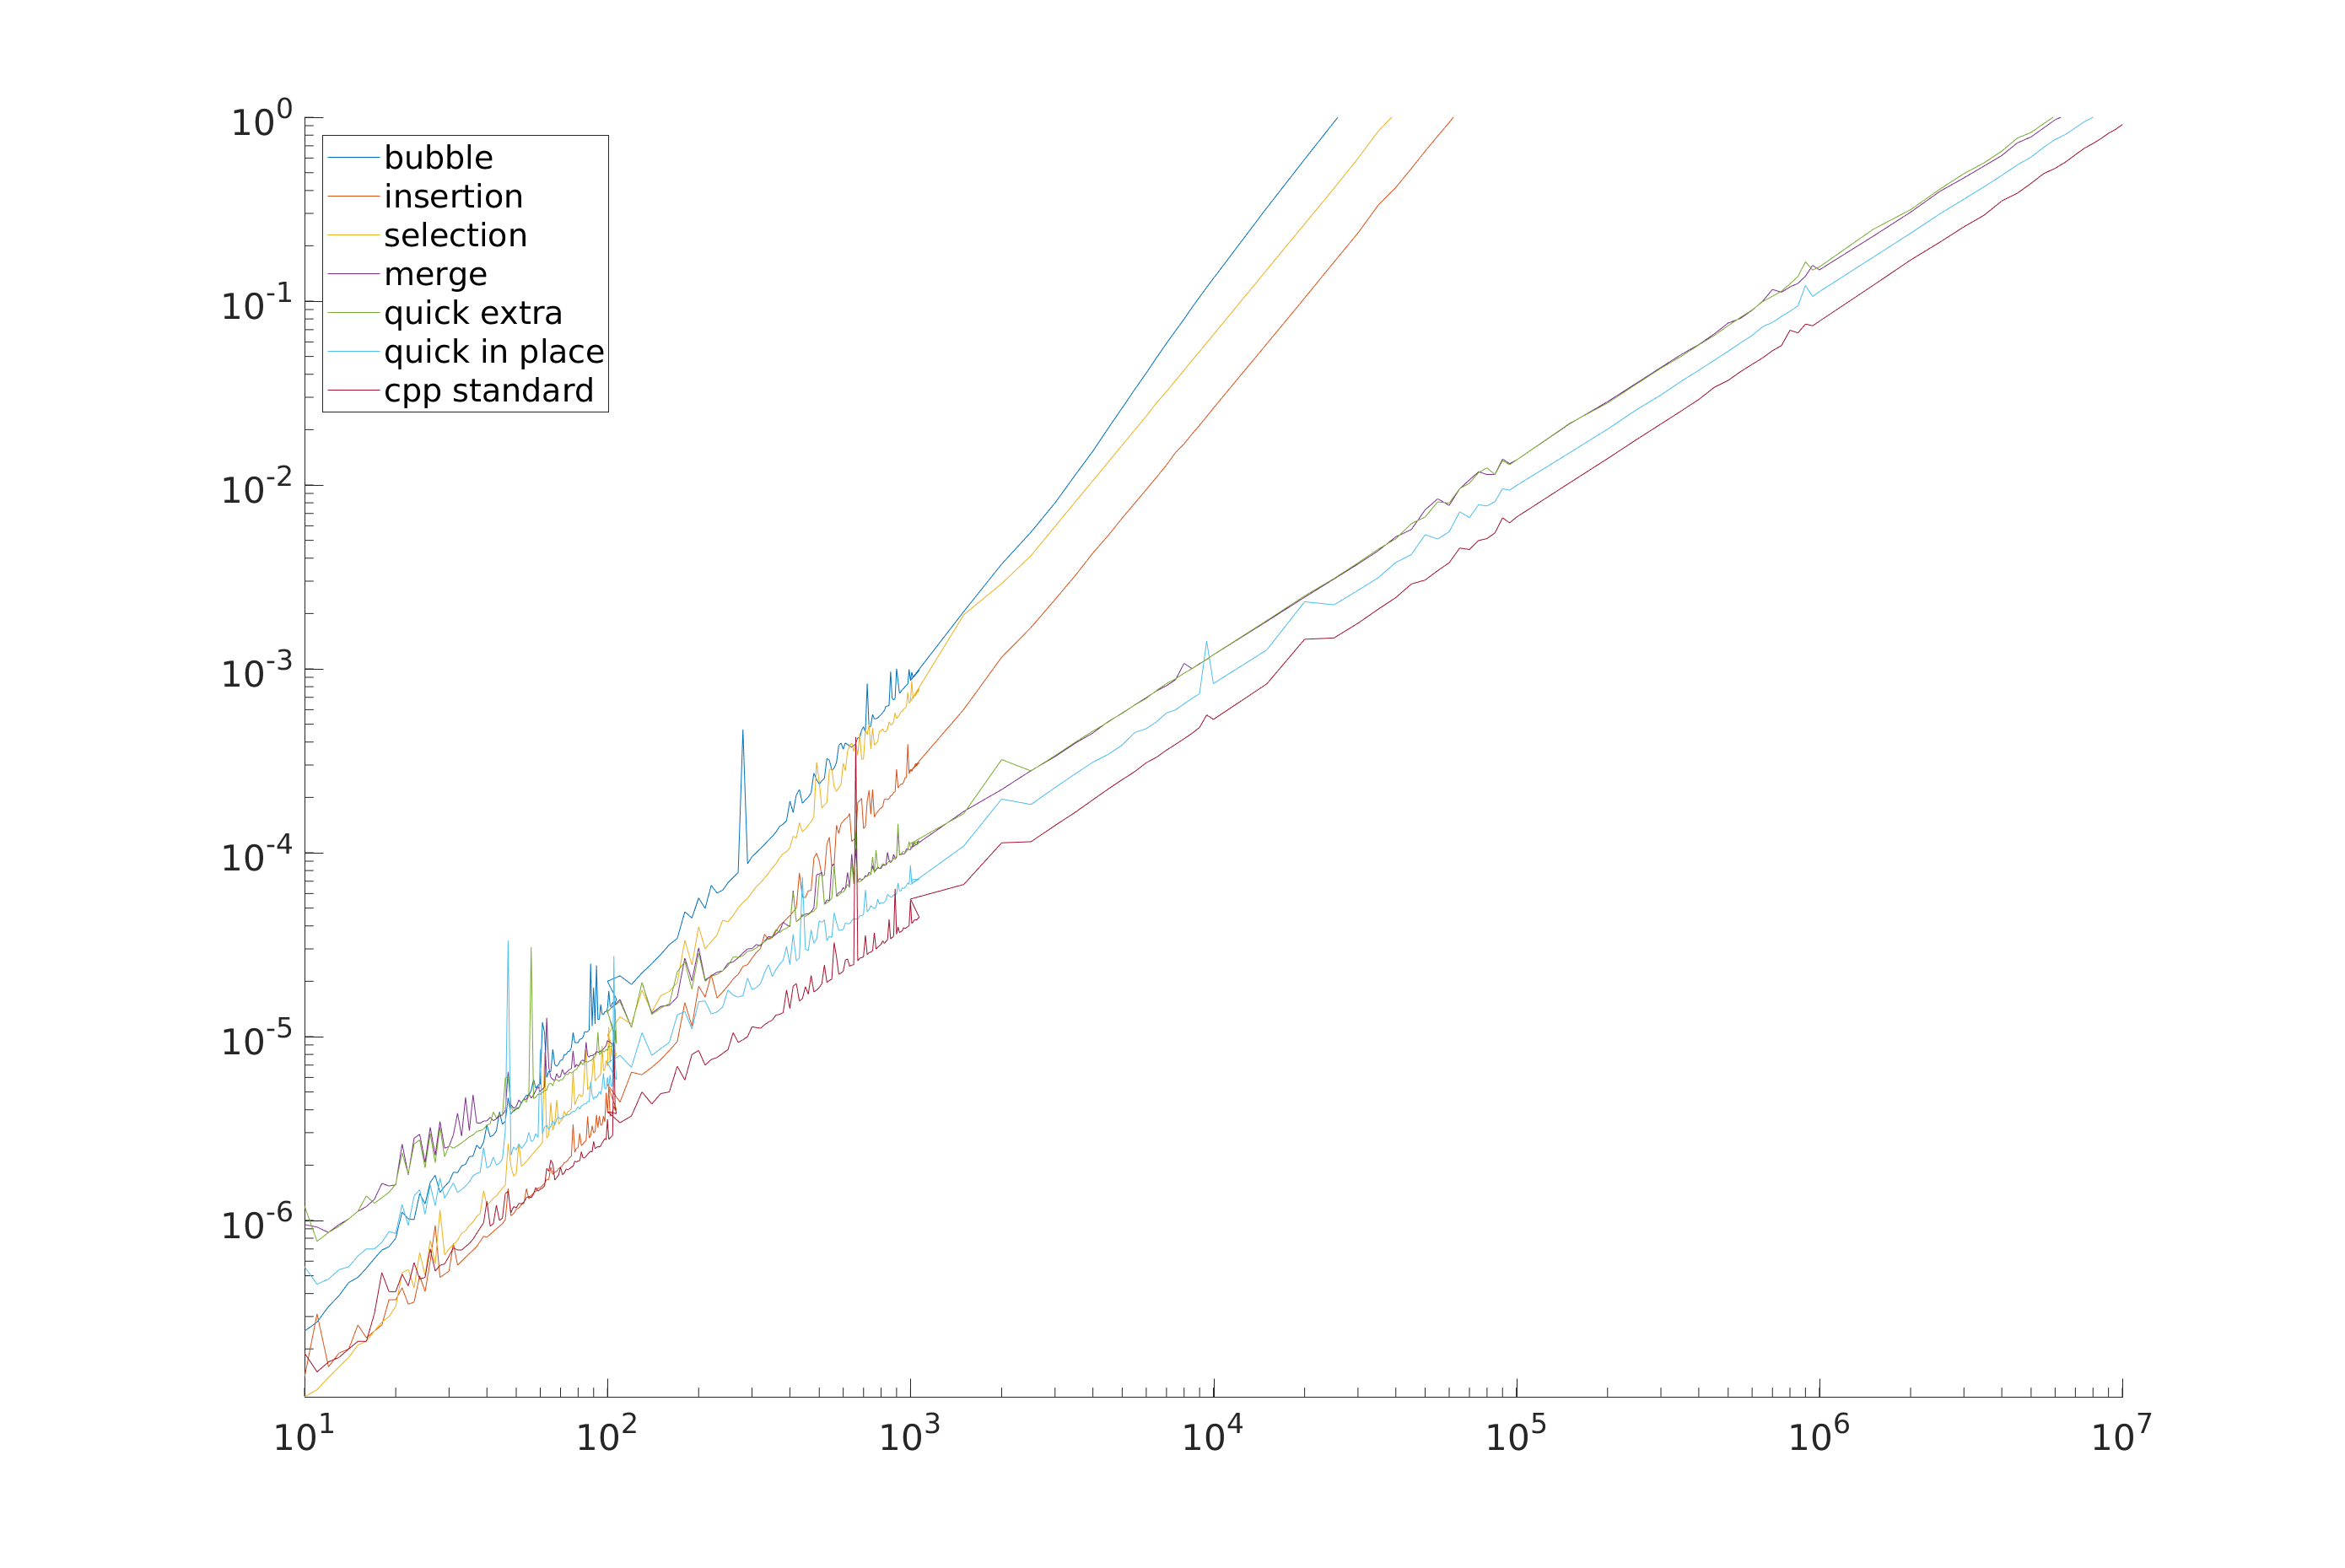 10^0
bubble
insertion
selection
merge
quick extra
quick in place
cpp standard
10^-1
10^-2
10^-3
10^-4
10^-5
10^-6
10^1 10^2 10^3 10^4 10^5 10^6 10^7